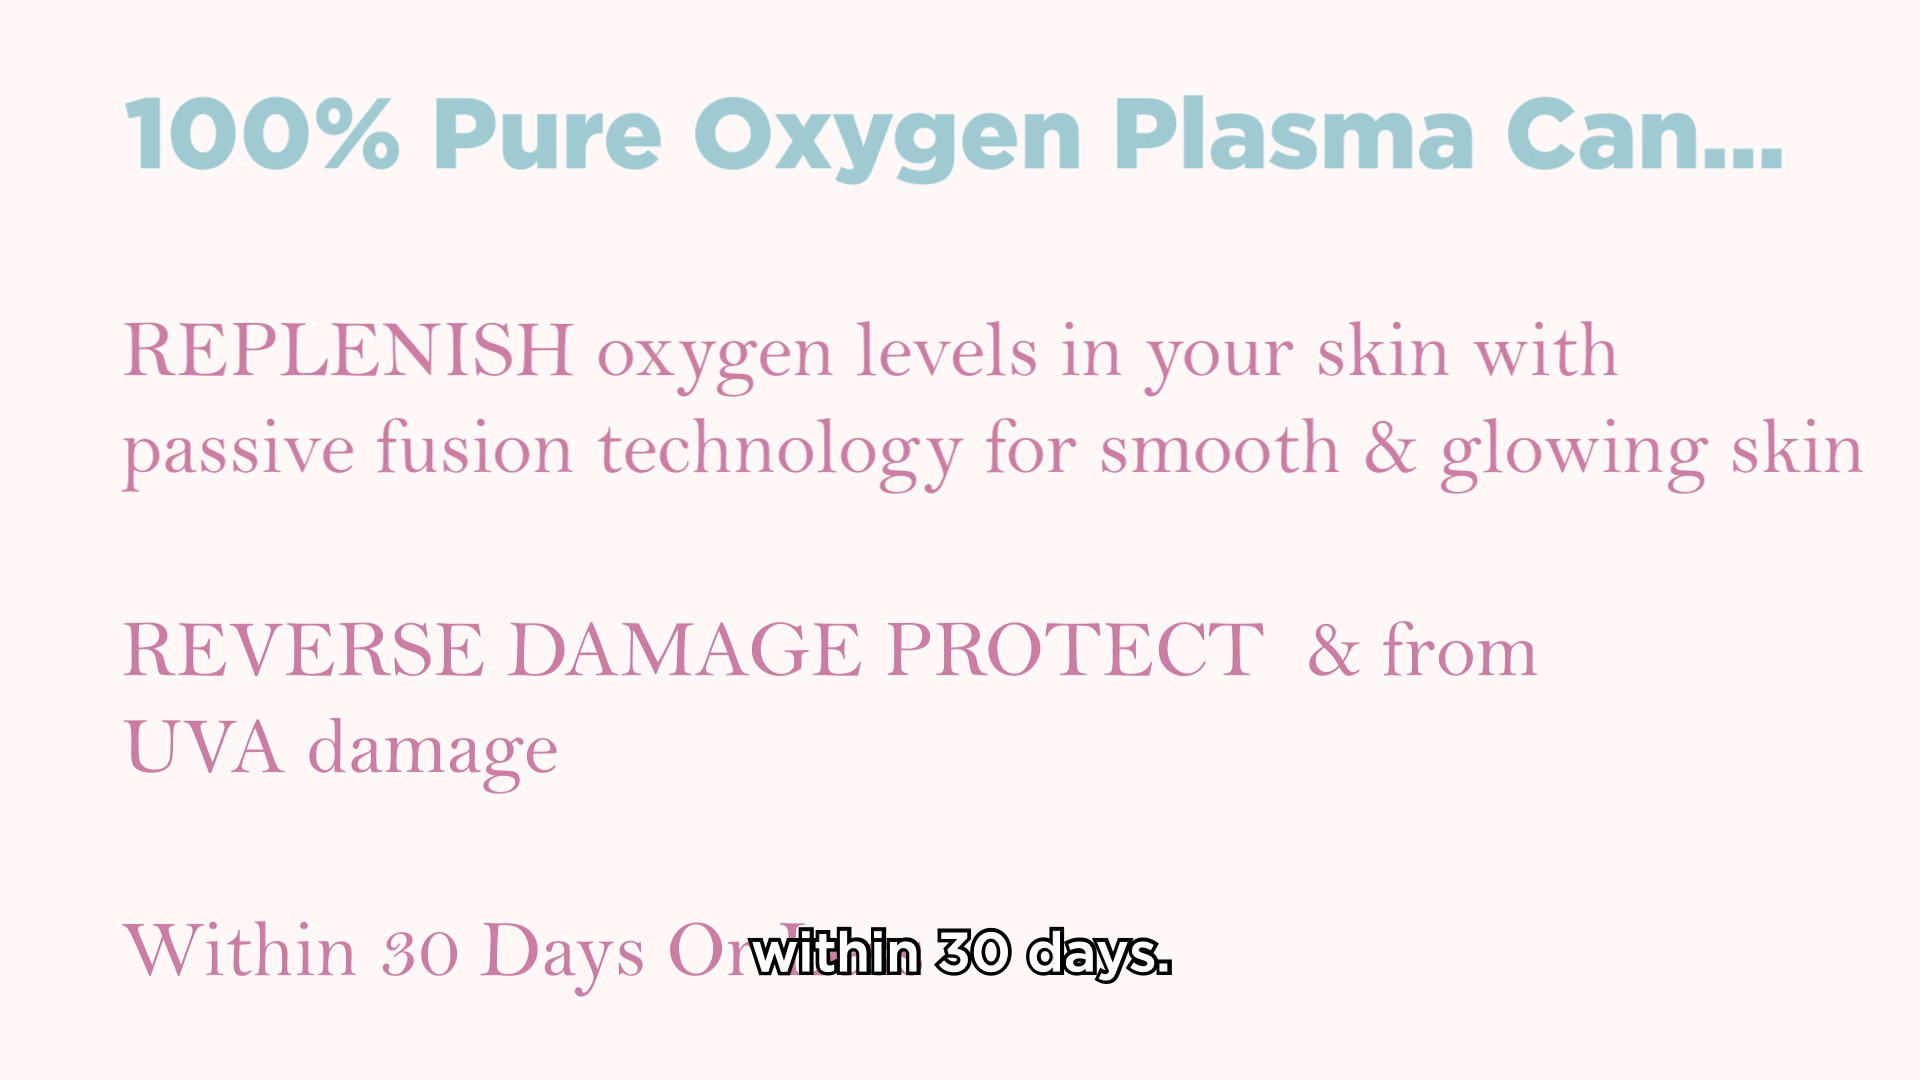 100% Pure Oxygen Plasma Can...
REPLENISH oxygen levels in your skin with
passive fusion technology for smooth & glowing skin
REVERSE DAMAGE PROTECT & from
UVA damage
Within 30 Days Or
within 30 days.